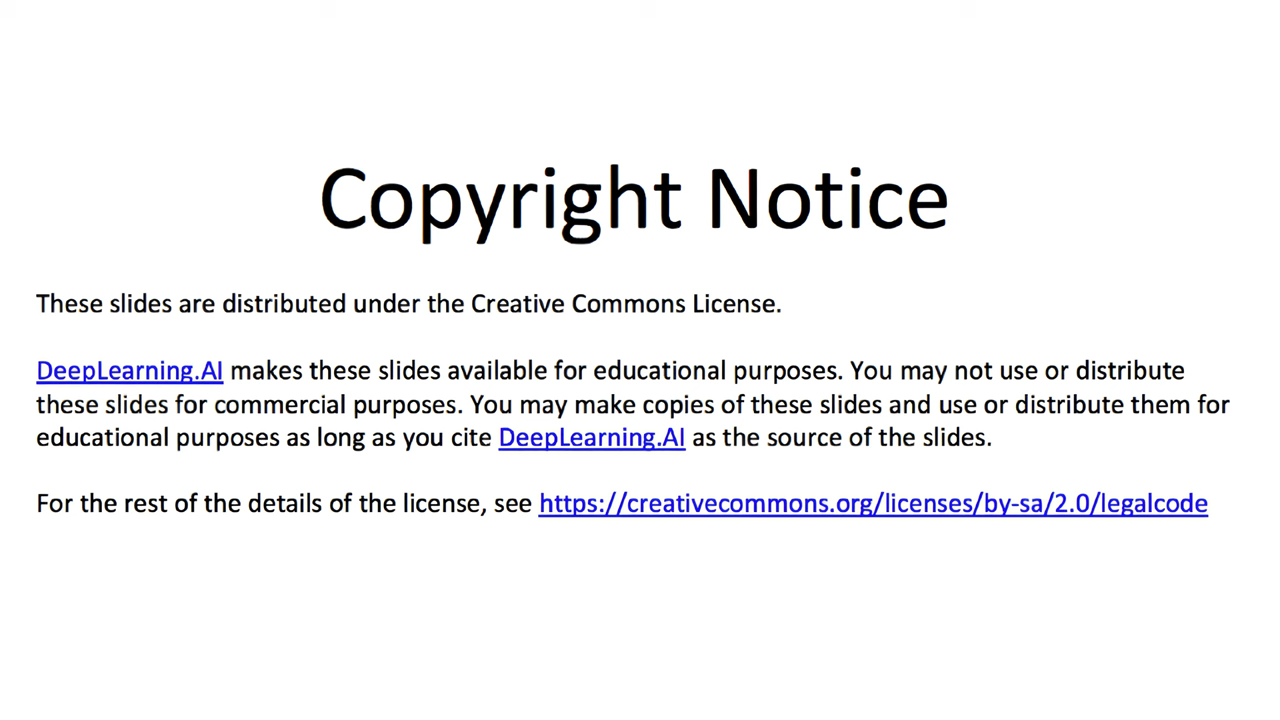 Copyright Notice
These slides are distributed under the Creative Commons License.
DeepLearning.AI makes these slides available for educational purposes. You may not use or distribute
these slides for commercial purposes. You may make copies of these slides and use or distribute them for
educational purposes as long as you cite DeepLearning.AI as the source of the slides.
For the rest of the details of the license, see https://creativecommons.org/licenses/by-sa/2.0/legalcode